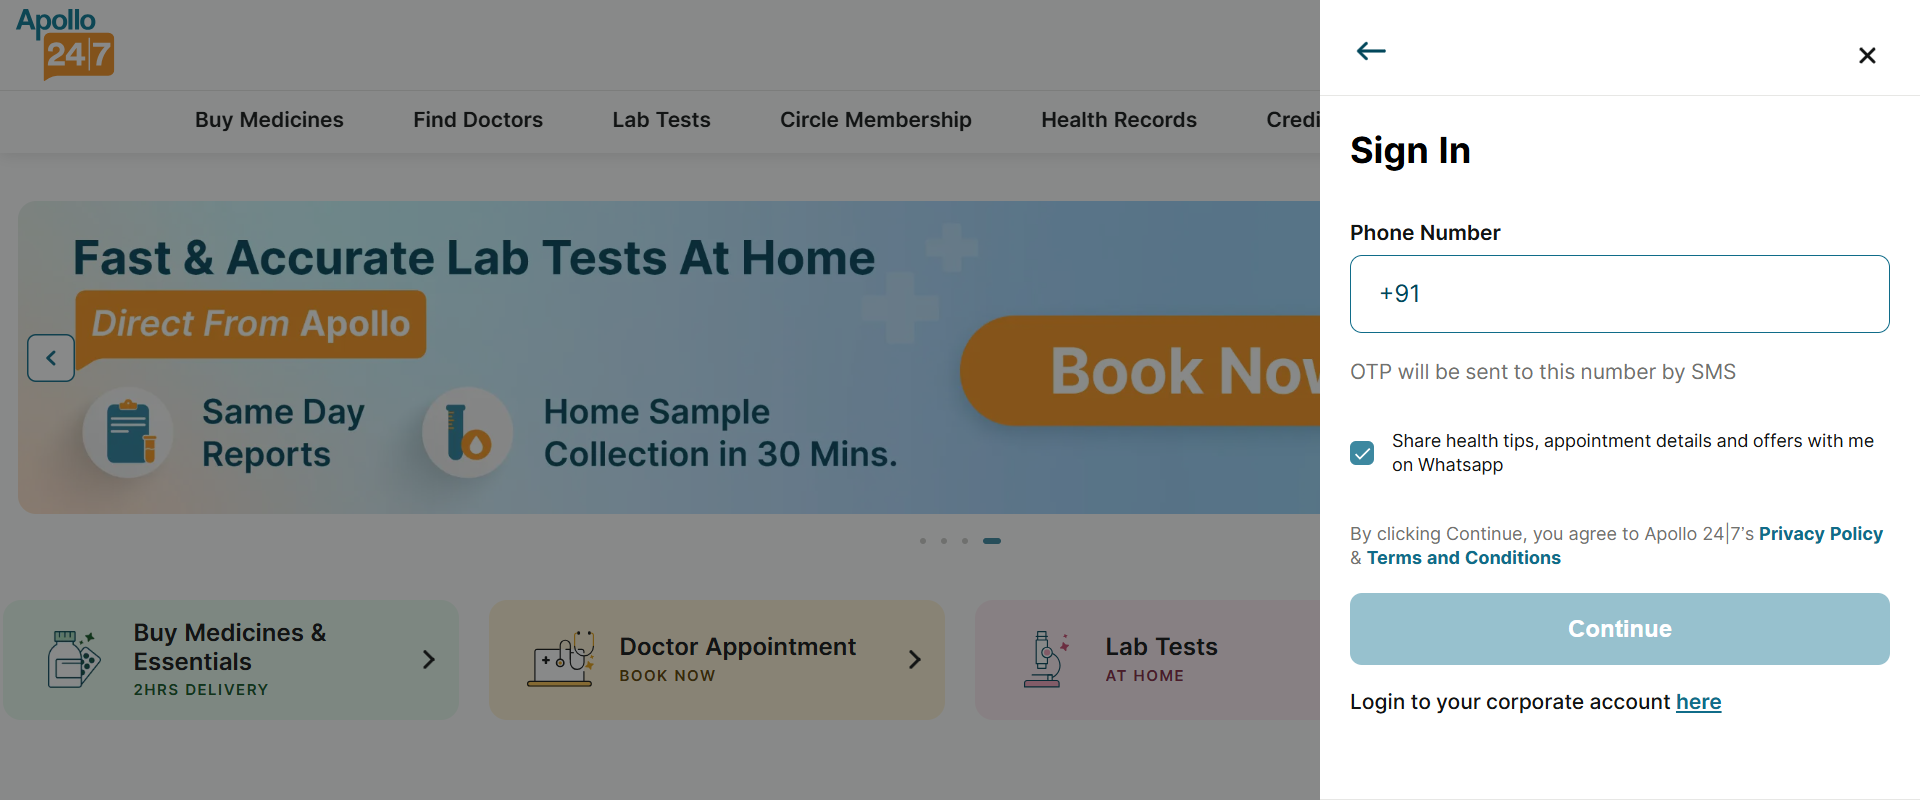 Apollo
24|7
Buy Medicines
Find Doctors
Lab Tests
Circle Membership
Health Records
Credi
Fast & Accurate Lab Tests At Home
Direct From Apollo
Same Day
Reports
Home Sample
Collection in 30 Mins.
Book Now
Buy Medicines &
Essentials
2HRS DELIVERY
Doctor Appointment
BOOK NOW
Lab Tests
AT HOME
Sign In
Phone Number
+91
OTP will be sent to this number by SMS
Share health tips, appointment details and offers with me
on Whatsapp
By clicking Continue, you agree to Apollo 24|7's Privacy Policy
& Terms and Conditions
Continue
Login to your corporate account here